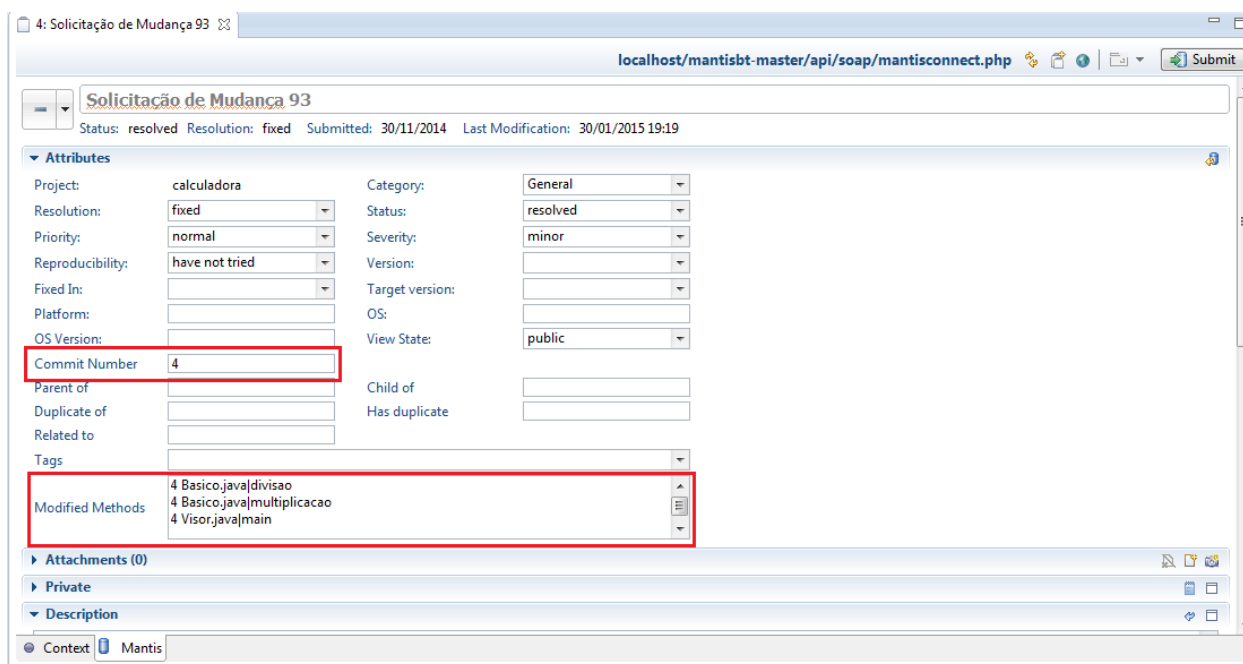 4: Solicitação de Mudança 93
localhost/mantisbt-master/api/soap/mantisconnect.php Submit
Solicitação de Mudança 93
Status: resolved Resolution: fixed Submitted: 30/11/2014 Last Modification: 30/01/2015 19:19
Attributes
Project: calculadora Category: General
Resolution: fixed Status: resolved
Priority: normal Severity: minor
Reproducibility: have not tried Version:
Fixed In: Target version:
Platform: OS:
OS Version: View State: public
Commit Number 4
Parent of Child of
Duplicate of Has duplicate
Related to
Tags
4 Basico.java|divisao
Modified Methods 4 Basico.java|multiplicacao
4 Visor.java|main
Attachments (0)
Private
Description
Context Mantis